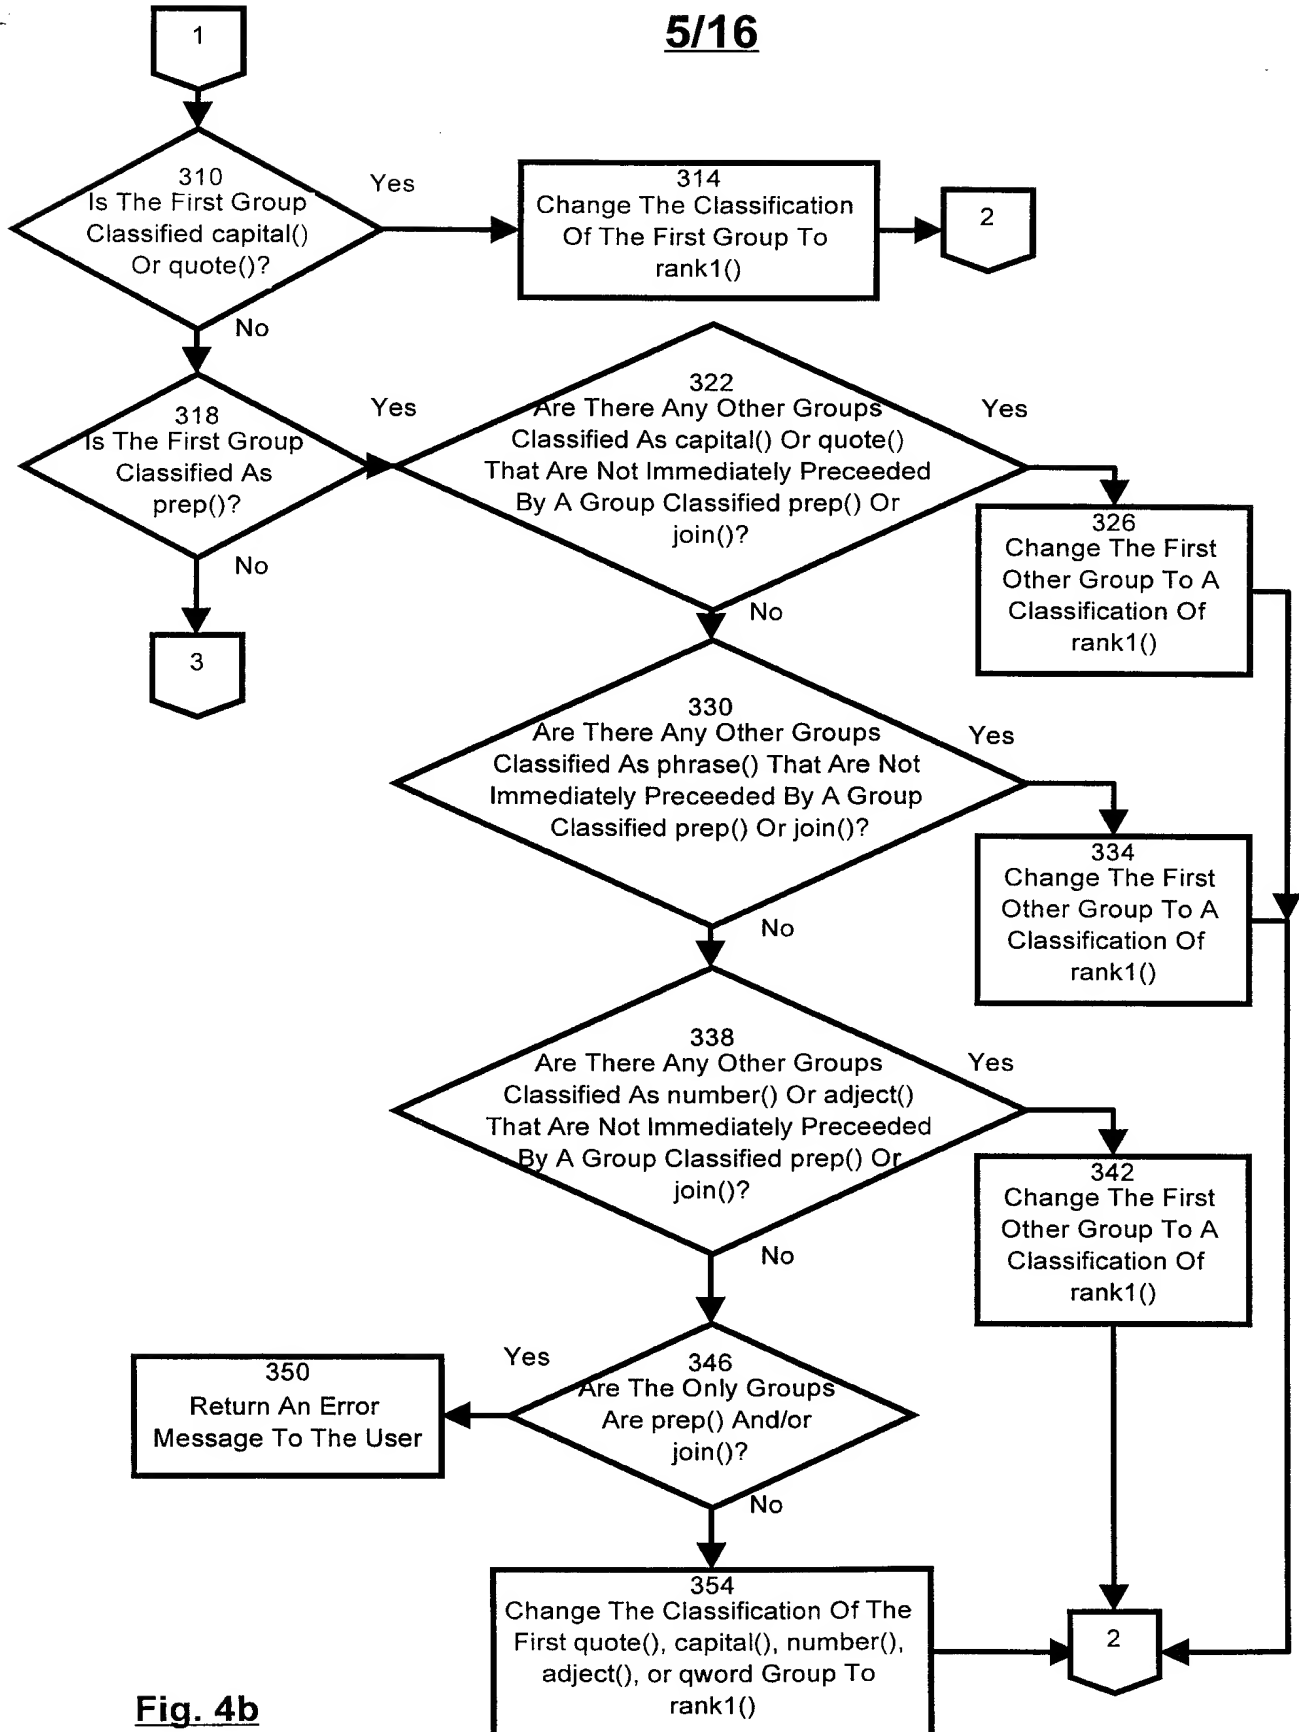 5/16
1
310
Is The First Group
Classified capital()
Or quote()?
Yes
314
Change The Classification
Of The First Group To
rank1()
2
No
318
Is The First Group
Classified As
prep()?
Yes
322
Are There Any Other Groups
Classified As capital() Or quote()
That Are Not Immediately Preceeded
By A Group Classified prep() Or
join()?
Yes
326
Change The First
Other Group To A
Classification Of
rank1()
No
3
No
330
Are There Any Other Groups
Classified As phrase() That Are Not
Immediately Preceeded By A Group
Classified prep() Or join()?
Yes
334
Change The First
Other Group To A
Classification Of
rank1()
No
338
Are There Any Other Groups
Classified As number() Or adject()
That Are Not Immediately Preceeded
By A Group Classified prep() Or
join()?
Yes
342
Change The First
Other Group To A
Classification Of
rank1()
No
346
Are The Only Groups
Are prep() And/or
join()?
Yes
350
Return An Error
Message To The User
No
354
Change The Classification Of The
First quote(), capital(), number(),
adject(), or qword Group To
rank1()
2
Fig. 4b